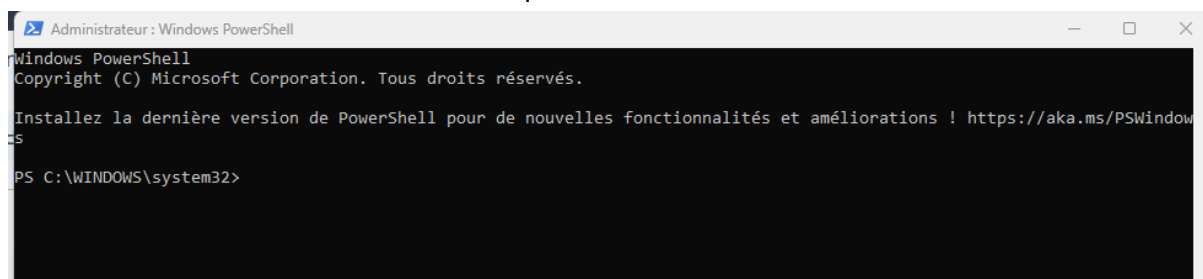 Administrateur : Windows PowerShell
Windows PowerShell
Copyright (C) Microsoft Corporation. Tous droits réservés.
Installez la dernière version de PowerShell pour de nouvelles fonctionnalités et améliorations ! https://aka.ms/PSWindow
s
PS C:\WINDOWS\system32>